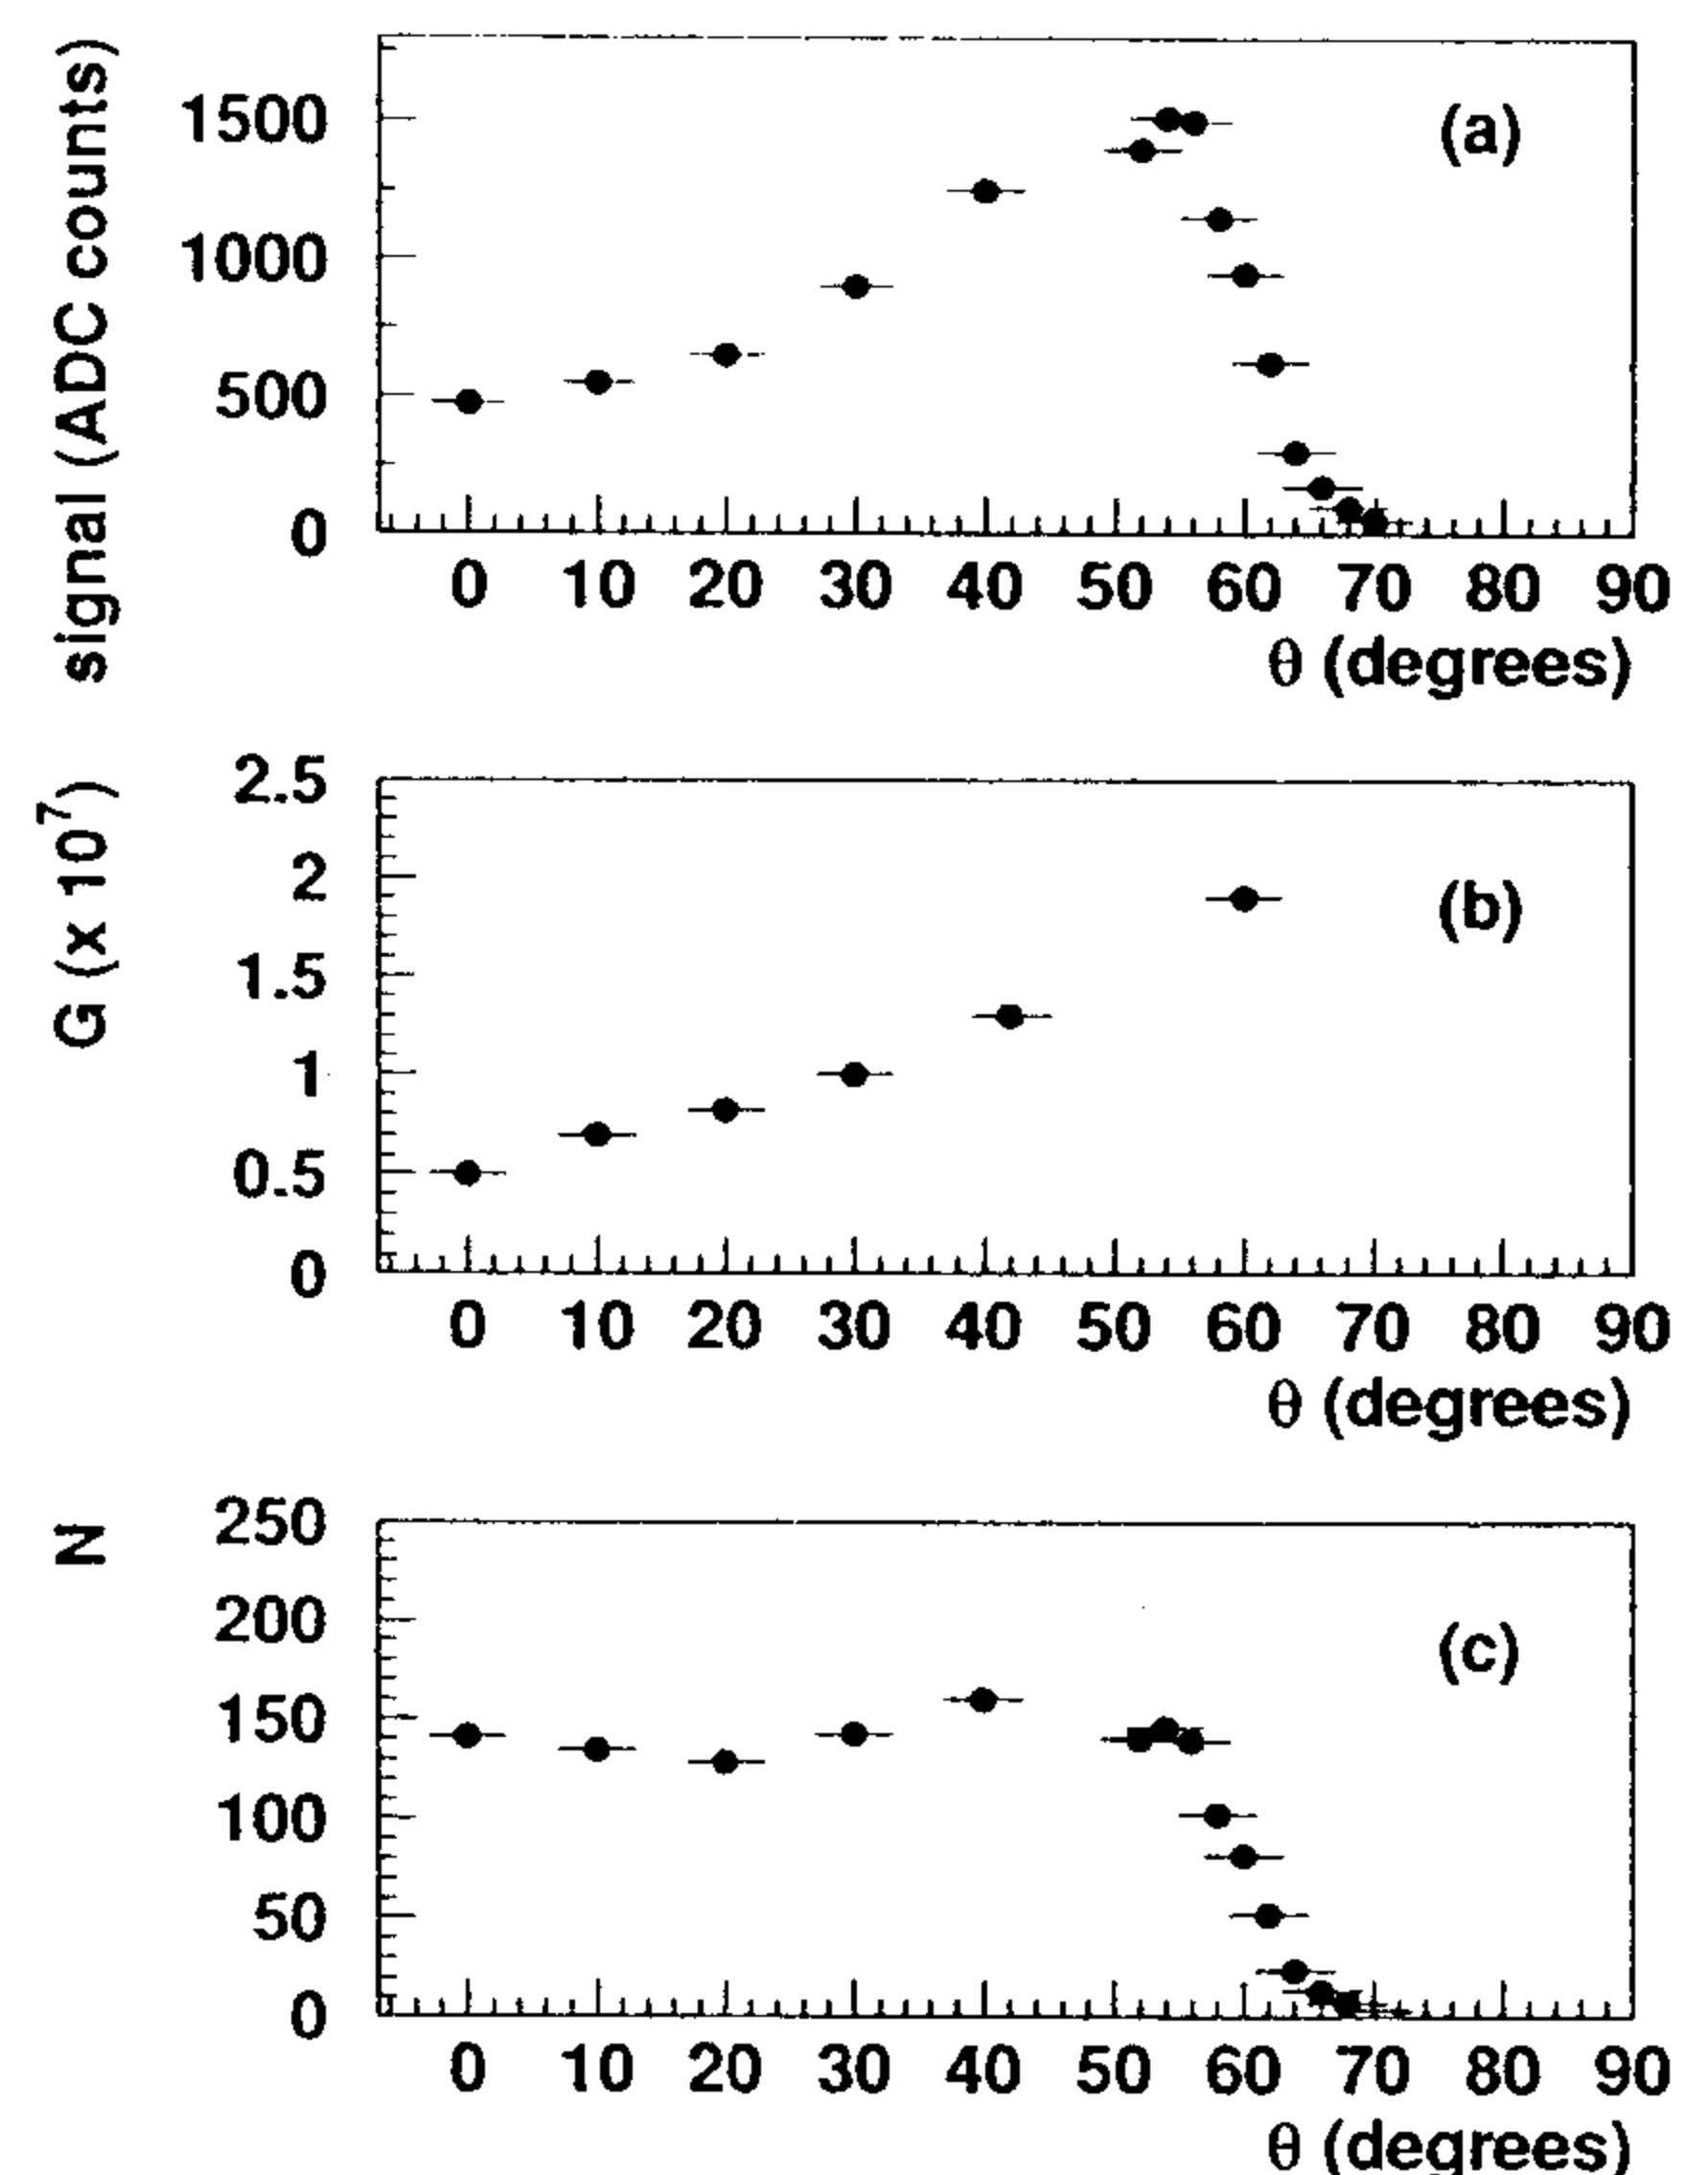 signal (ADC counts)
1500
1000
500
0
(a)
0 10 20 30 40 50 60 70 80 90
θ (degrees)
G (x 10⁷)
2.5
2
1.5
1
0.5
0
(b)
0 10 20 30 40 50 60 70 80 90
θ (degrees)
N
250
200
150
100
50
0
(c)
0 10 20 30 40 50 60 70 80 90
θ (degrees)